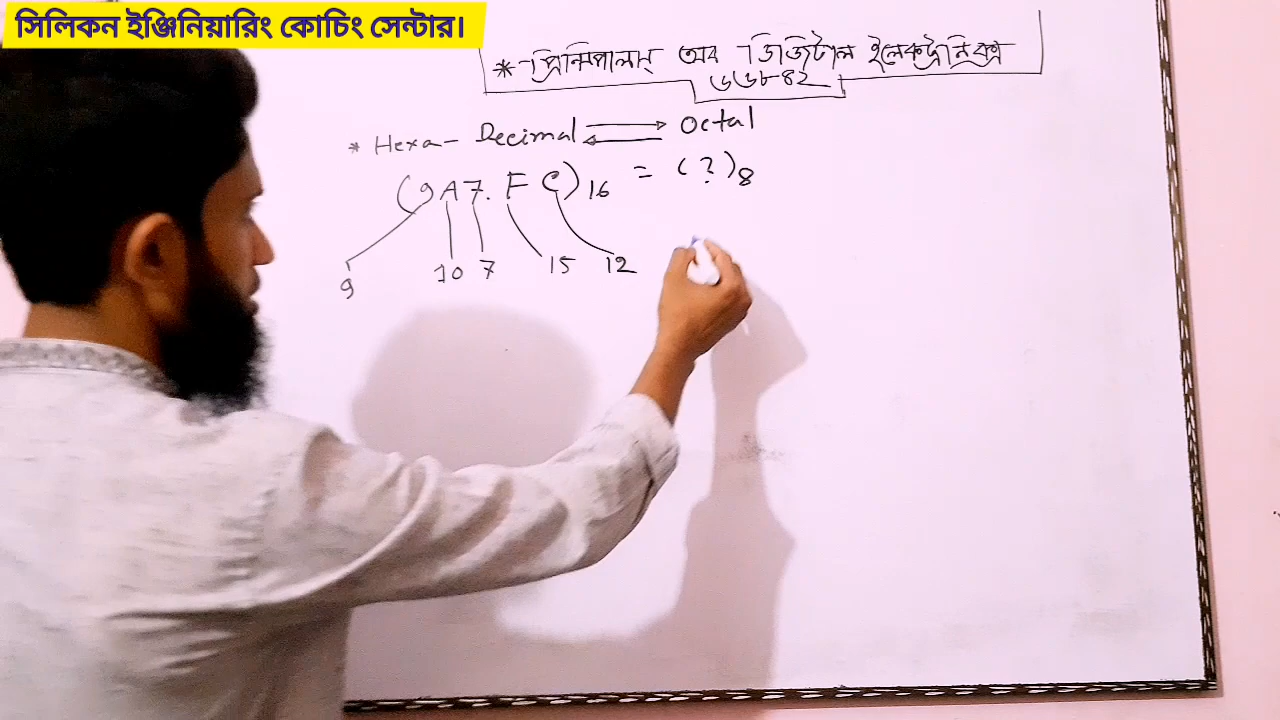 সিলিকন ইঞ্জিনিয়ারিং কোচিং সেন্টার।
* প্রিন্সিপালস্ অব ডিজিটাল ইলেকট্রনিক্স
৬৬৮৪২
* Hexa- Decimal ⇄ Octal
(9A7.FC)16 = (?)8
9 10 7 15 12